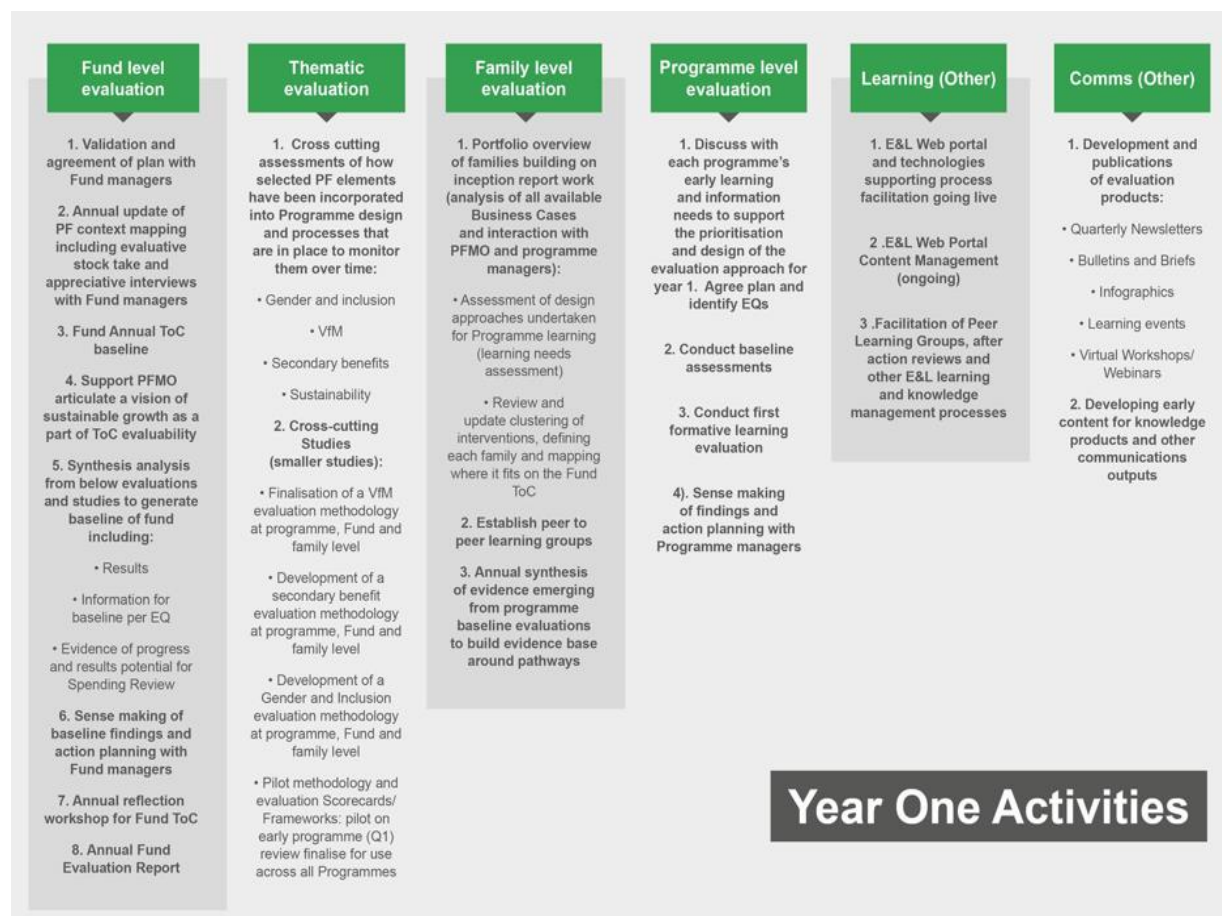 Fund level
evaluation
1. Validation and
agreement of plan with
Fund managers
2. Annual update of
PF context mapping
including evaluative
stock take and
appreciative interviews
with Fund managers
3. Fund Annual ToC
baseline
4. Support PFMO
articulate a vision of
sustainable growth as a
part of ToC evaluability
5. Synthesis analysis
from below evaluations
and studies to generate
baseline of fund
including:
• Results
• Information for
baseline per EQ
• Evidence of progress
and results potential for
Spending Review
6. Sense making of
baseline findings and
action planning with
Fund managers
7. Annual reflection
workshop for Fund ToC
8. Annual Fund
Evaluation Report
Thematic
evaluation
1. Cross cutting
assessments of how
selected PF elements
have been incorporated
into Programme design
and processes that
are in place to monitor
them over time:
• Gender and inclusion
• VfM
• Secondary benefits
• Sustainability
2. Cross-cutting
Studies
(smaller studies):
• Finalisation of a VfM
evaluation methodology
at programme, Fund and
family level
• Development of a
secondary benefit
evaluation methodology
at programme, Fund and
family level
• Development of a
Gender and Inclusion
evaluation methodology
at programme, Fund and
family level
• Pilot methodology and
evaluation Scorecards/
Frameworks: pilot on
early programme (Q1)
review finalise for use
across all Programmes
Family level
evaluation
1. Portfolio overview
of families building on
inception report work
(analysis of all available
Business Cases
and interaction with
PFMO and programme
managers):
• Assessment of design
approaches undertaken
for Programme learning
(learning needs
assessment)
• Review and
update clustering of
interventions, defining
each family and mapping
where it fits on the Fund
ToC
2. Establish peer to
peer learning groups
3. Annual synthesis
of evidence emerging
from programme
baseline evaluations
to build evidence base
around pathways
Programme level
evaluation
1. Discuss with
each programme's
early learning
and information
needs to support
the prioritisation
and design of the
evaluation approach for
year 1. Agree plan and
identify EQs
2. Conduct baseline
assessments
3. Conduct first
formative learning
evaluation
4). Sense making
of findings and
action planning with
Programme managers
Learning (Other)
1. E&L Web portal
and technologies
supporting process
facilitation going live
2 .E&L Web Portal
Content Management
(ongoing)
3 .Facilitation of Peer
Learning Groups, after
action reviews and
other E&L learning
and knowledge
management processes
Comms (Other)
1. Development and
publications
of evaluation
products:
• Quarterly Newsletters
• Bulletins and Briefs
• Infographics
• Learning events
• Virtual Workshops/
Webinars
2. Developing early
content for knowledge
products and other
communications
outputs
Year One Activities